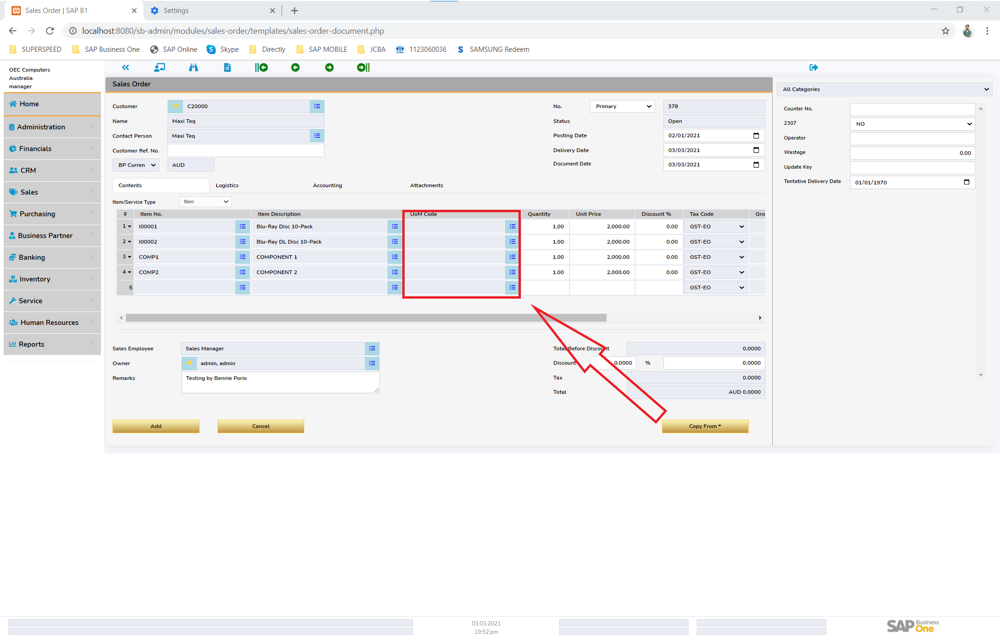 Sales Order | SAP B1
Settings
localhost:8080/sb-admin/modules/sales-order/templates/sales-order-document.php
SUPERSPEED
SAP Business One
SAP Online
Skype
Directly
SAP MOBILE
JCBA
1123060036
SAMSUNG Redeem
OEC Computers
Australia
manager
Home
Administration
Financials
CRM
Sales
Purchasing
Business Partner
Banking
Inventory
Service
Human Resources
Reports
Sales Order
Customer C20000
Name Maxi Teq
Contact Person Maxi Teq
Customer Ref. No.
BP Curren AUD
No. Primary 378
Status Open
Posting Date 02/01/2021
Delivery Date 03/03/2021
Document Date 03/03/2021
Contents Logistics Accounting Attachments
Item/Service Type Item
# Item No. Item Description UoM Code Quantity Unit Price Discount % Tax Code Gro
1 I00001 Blu-Ray Disc 10-Pack 1.00 2,000.00 0.00 GST-EO
2 I00002 Blu-Ray DL Disc 10-Pack 1.00 2,000.00 0.00 GST-EO
3 COMP1 COMPONENT 1 1.00 2,000.00 0.00 GST-EO
4 COMP2 COMPONENT 2 1.00 2,000.00 0.00 GST-EO
5 GST-EO
Sales Employee Sales Manager
Owner admin, admin
Remarks Testing by Bennie Porio
Total Before Discount 0.0000
Discount 0.0000 % 0.0000
Tax 0.0000
Total AUD 0.0000
Add
Cancel
Copy From
All Categories
Counter No.
2307 NO
Operator
Wastage 0.00
Update Key
Tentative Delivery Date 01/01/1970
03.03.2021
19:52:pm
SAP Business One